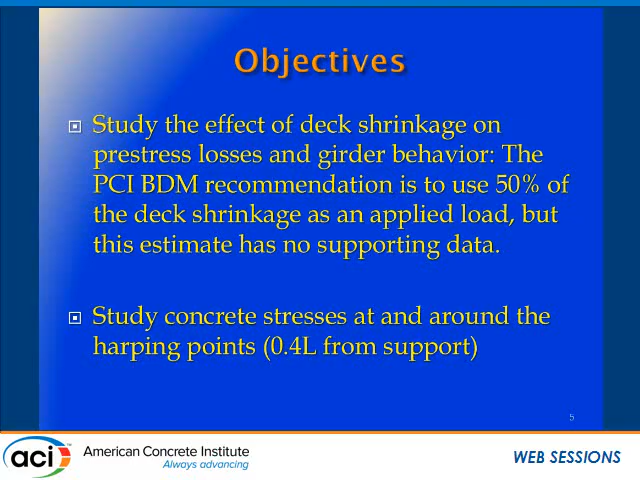 Objectives
Study the effect of deck shrinkage on
prestress losses and girder behavior: The
PCI BDM recommendation is to use 50% of
the deck shrinkage as an applied load, but
this estimate has no supporting data.
Study concrete stresses at and around the
harping points (0.4L from support)
5
aci™
American Concrete Institute
Always advancing
WEB SESSIONS